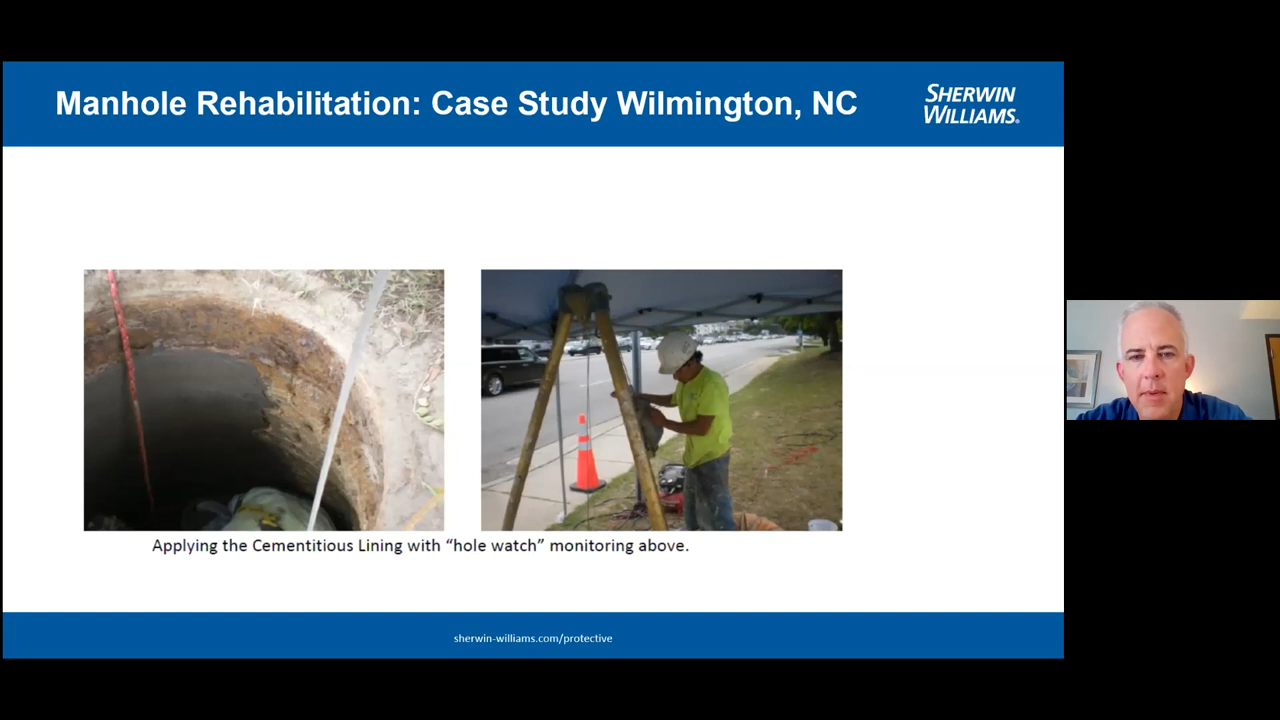 Manhole Rehabilitation: Case Study Wilmington, NC
SHERWIN
WILLIAMS®
Applying the Cementitious Lining with “hole watch” monitoring above.
sherwin-williams.com/protective